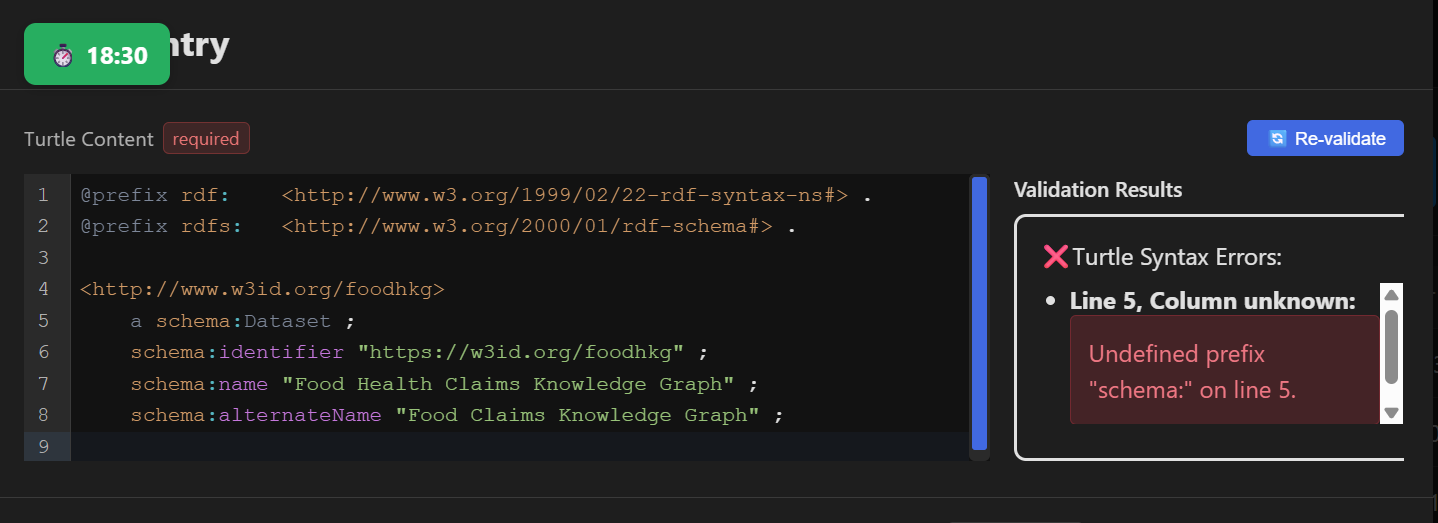 18:30
ntry
Turtle Content required
Re-validate
1 @prefix rdf: <http://www.w3.org/1999/02/22-rdf-syntax-ns#> .
2 @prefix rdfs: <http://www.w3.org/2000/01/rdf-schema#> .
3
4 <http://www.w3id.org/foodhkg>
5 a schema:Dataset ;
6 schema:identifier "https://w3id.org/foodhkg" ;
7 schema:name "Food Health Claims Knowledge Graph" ;
8 schema:alternateName "Food Claims Knowledge Graph" ;
9
Validation Results
Turtle Syntax Errors:
Line 5, Column unknown:
Undefined prefix
"schema:" on line 5.